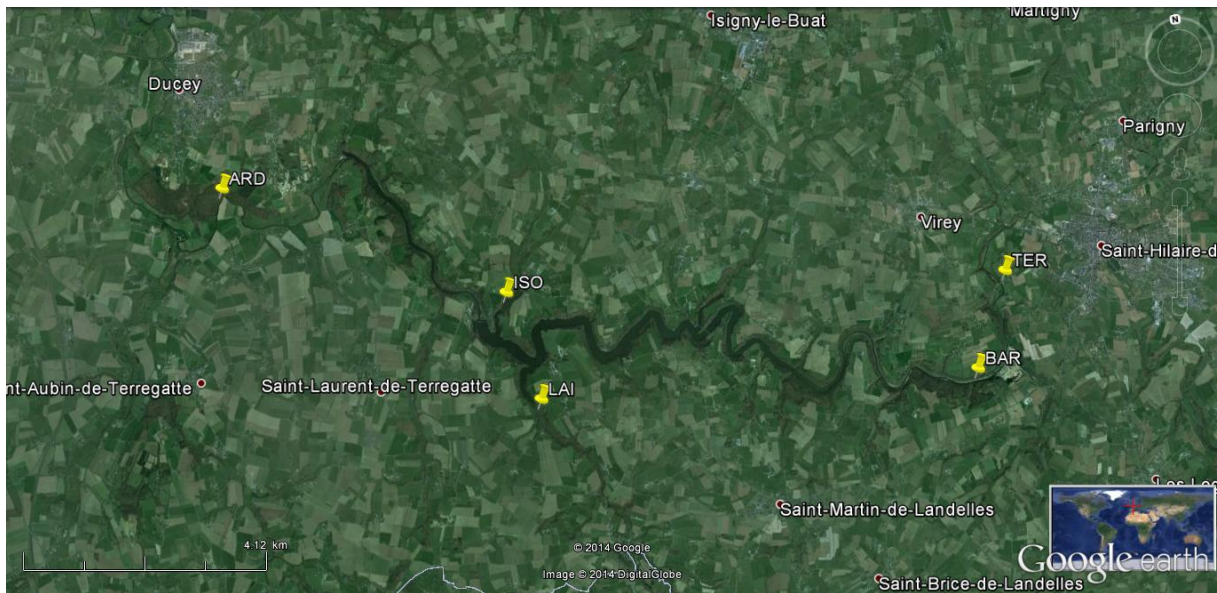 Isigny-le-Buat
Martigny
Ducey
Parigny
ARD
Virey
Saint-Hilaire-d
TER
ISO
BAR
nt-Aubin-de-Terregatte
Saint-Laurent-de-Terregatte
LAI
Saint-Martin-de-Landelles
4.12 km
© 2014 Google
Image © 2014 DigitalGlobe
Google earth
Saint-Brice-de-Landelles
N